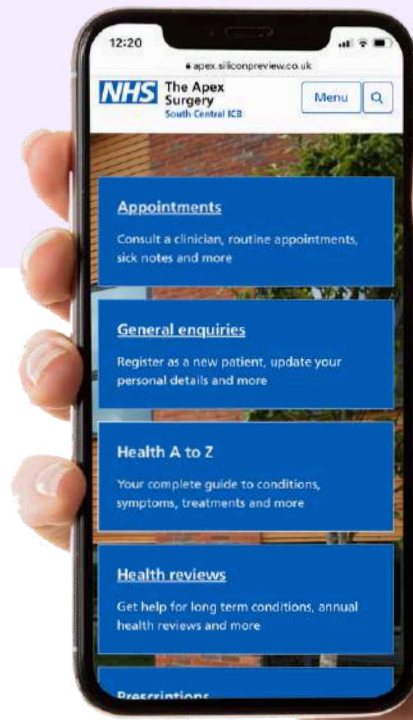 12:20
apex.siliconpreview.co.uk
NHS
The Apex
Surgery
South Central ICB
Menu
Appointments
Consult a clinician, routine appointments,
sick notes and more
General enquiries
Register as a new patient, update your
personal details and more
Health A to Z
Your complete guide to conditions,
symptoms, treatments and more
Health reviews
Get help for long term conditions, annual
health reviews and more
Prescriptions